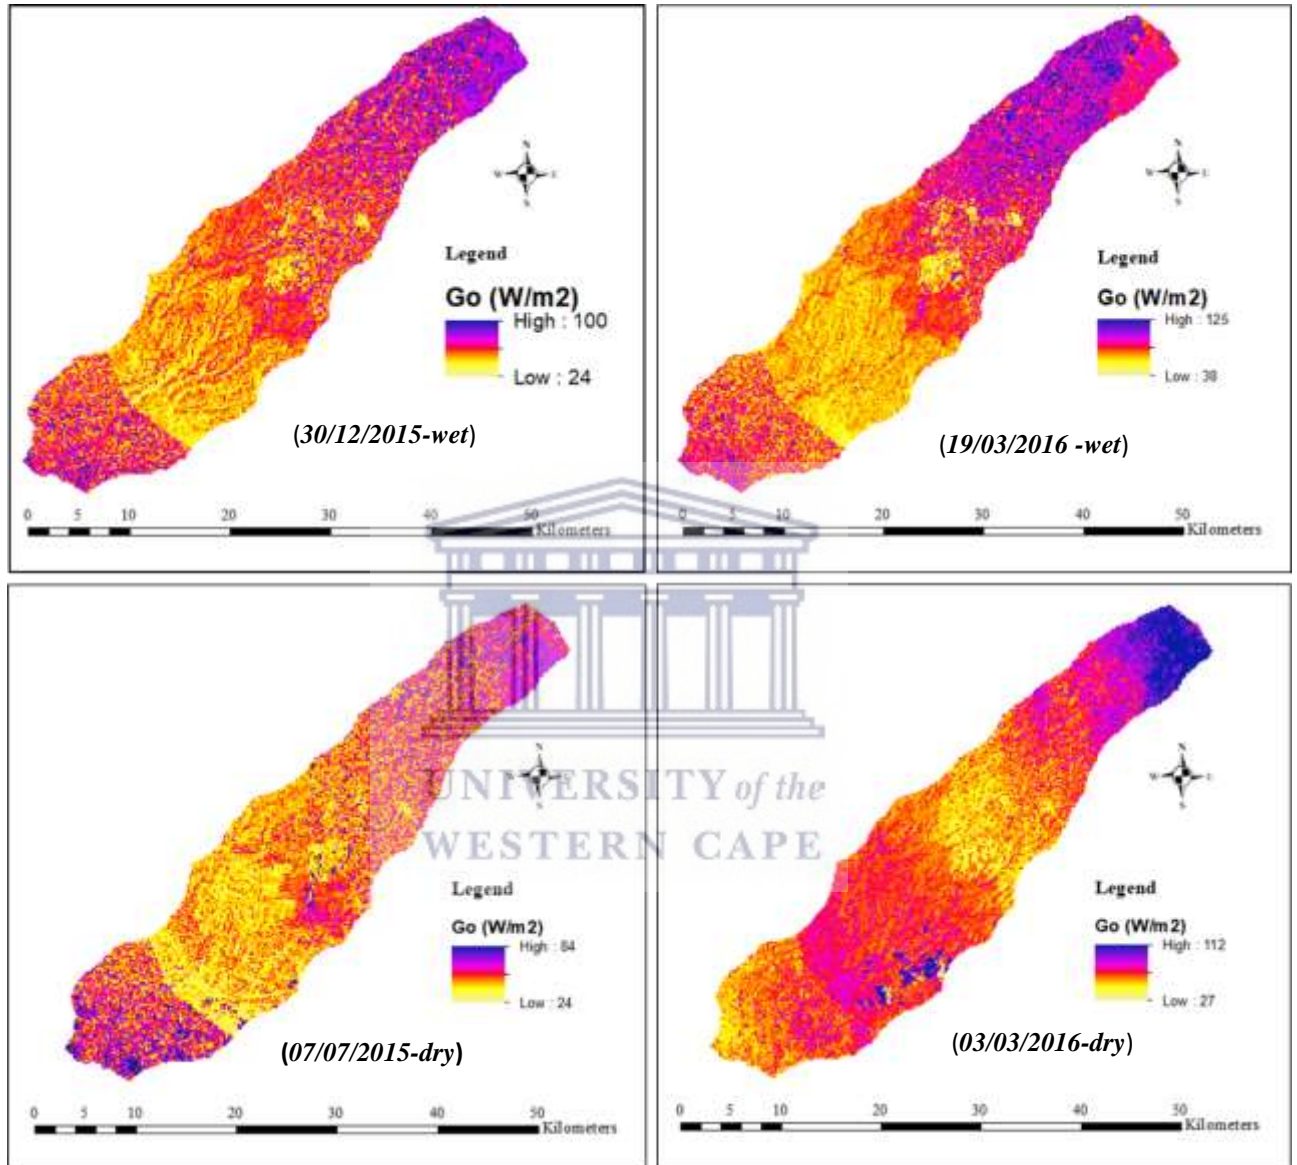 N
W
E
S
Legend
Go (W/m2)
High : 100
Low : 24
(30/12/2015-wet)
0 5 10 20 30 40 50
Kilometers
N
W
E
S
Legend
Go (W/m2)
High : 125
Low : 38
(19/03/2016 -wet)
0 5 10 20 30 40 50
Kilometers
UNIVERSITY of the
WESTERN CAPE
N
W
E
S
Legend
Go (W/m2)
High : 84
Low : 24
(07/07/2015-dry)
0 5 10 20 30 40 50
Kilometers
N
W
E
S
Legend
Go (W/m2)
High : 112
Low : 27
(03/03/2016-dry)
0 5 10 20 30 40 50
Kilometers